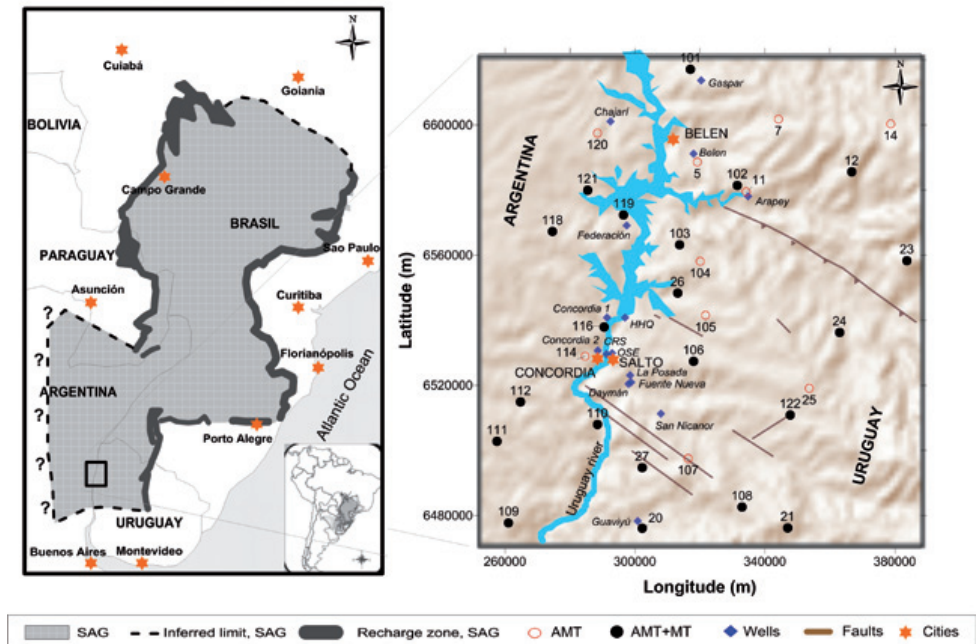 N
Cuiabá
Goiania
BOLIVIA
Campo Grande
BRASIL
PARAGUAY
Sao Paulo
Asunción
Curitiba
?
?
Florianópolis
ARGENTINA
?
Atlantic Ocean
?
Porto Alegre
?
?
URUGUAY
Buenos Aires
Montevideo
N
101
Gaspar
Chajarí
6600000
7
14
120
BELEN
Belen
5
ARGENTINA
121
102
11
12
Arapey
119
118
Federación
103
Latitude (m)
6560000
104
23
26
Concordia 1
HHQ
116
105
24
Concordia 2
CRS
114
OSE
SALTO
106
CONCORDIA
La Posada
6520000
Fuente Nueva
Daymán
25
112
122
110
San Nicanor
111
URUGUAY
107
27
Uruguay river
108
109
Guaviyú
20
21
6480000
260000
300000
340000
380000
Longitude (m)
SAG
Inferred limit, SAG
Recharge zone, SAG
AMT
AMT+MT
Wells
Faults
Cities